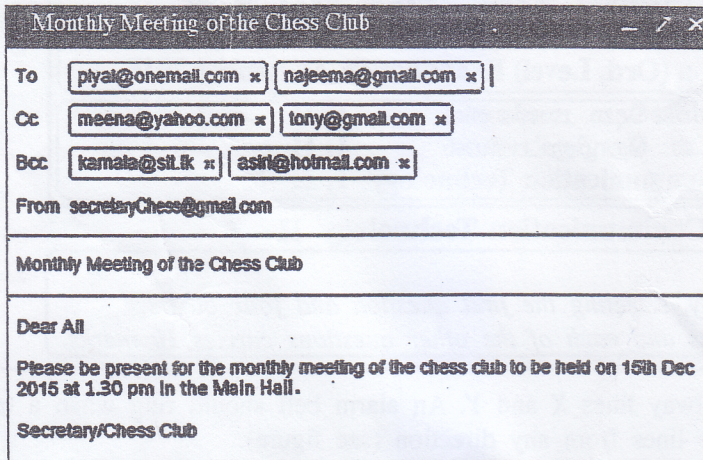 Monthly Meeting of the Chess Club
To piyal@onemail.com × najeema@gmail.com ×
Cc meena@yahoo.com × tony@gmail.com ×
Bcc kamala@sit.lk × asiri@hotmail.com ×
From secretaryChess@gmail.com
Monthly Meeting of the Chess Club
Dear All
Please be present for the monthly meeting of the chess club to be held on 15th Dec
2015 at 1.30 pm in the Main Hall.
Secretary/Chess Club